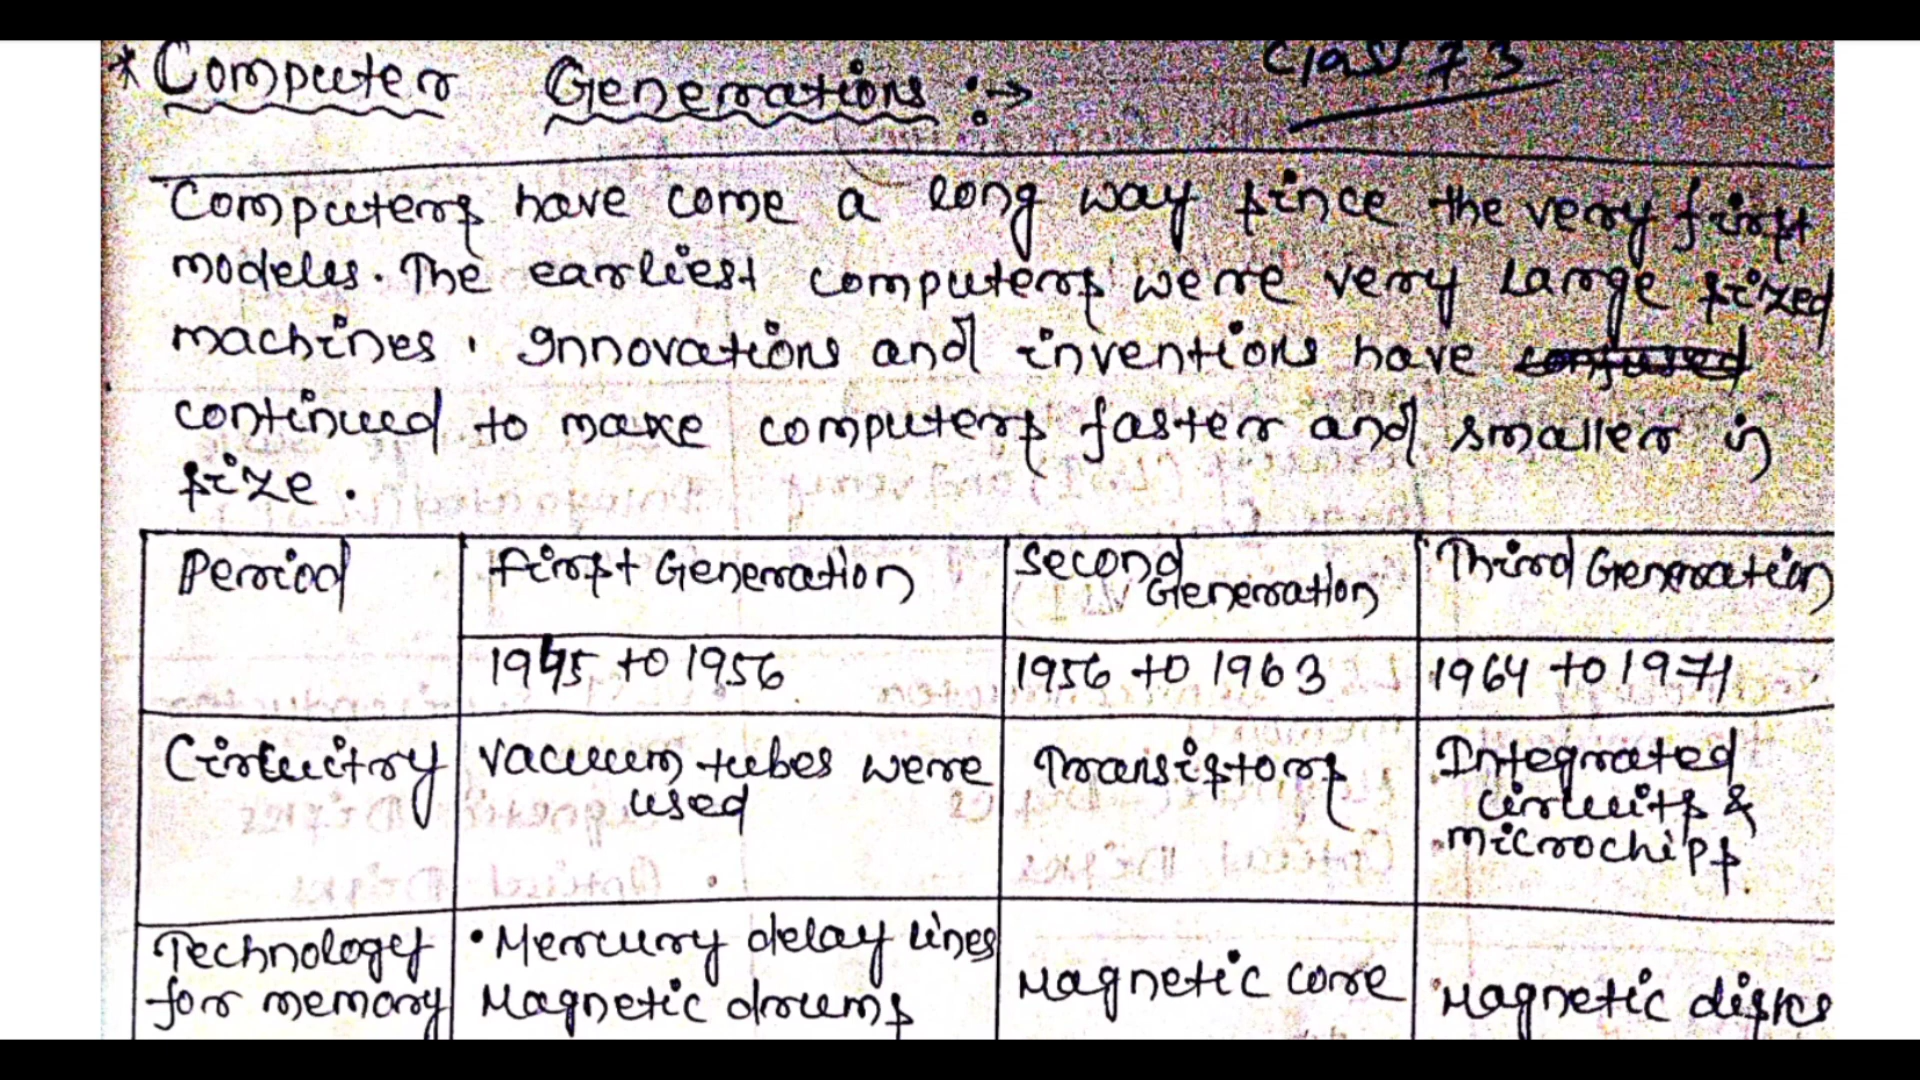 * Computer Generations :→
Computers have come a long way since the very first
models. The earliest computers were very large sized
machines. Innovations and inventions have confused
continued to make computers faster and smaller in
size.
Period
First Generation
Second Generation
Third Generation
1945 to 1956
1956 to 1963
1964 to 1971
Circuitry
Vacuum tubes were
used
Transistors
Integrated
circuits &
microchips
Technology
for memory
• Mercury delay lines
Magnetic drums
Magnetic core
Magnetic disks